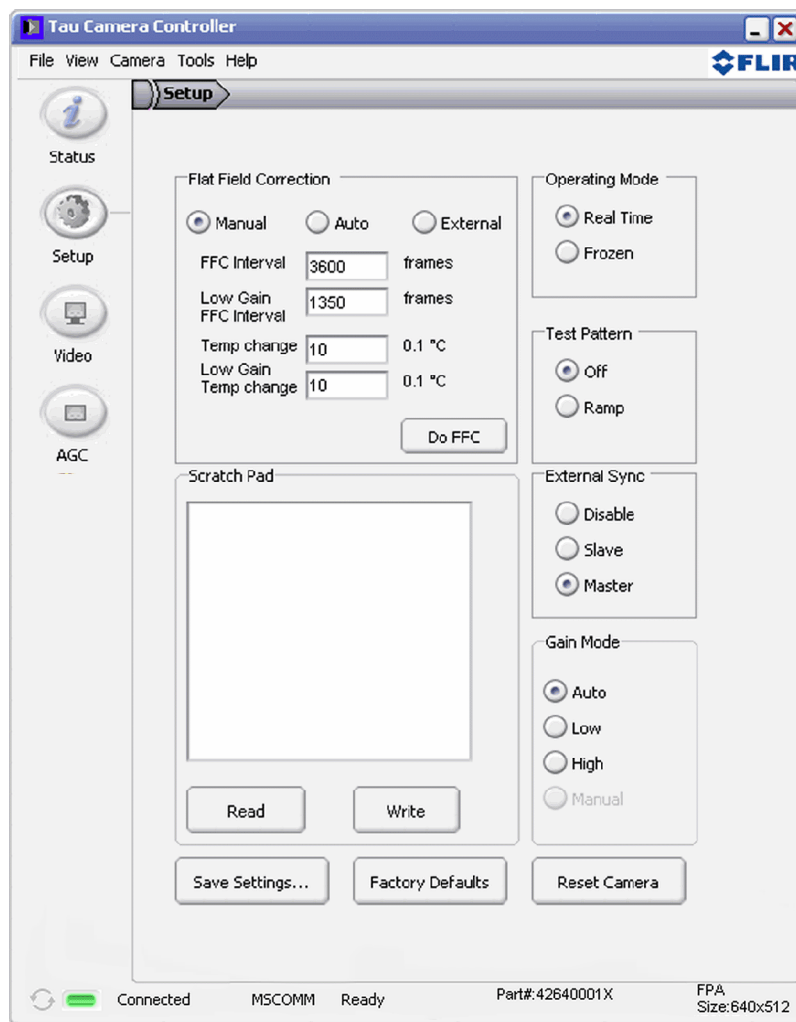 Tau Camera Controller
File View Camera Tools Help
FLIR
Setup
Status
Setup
Video
AGC
Flat Field Correction
Manual Auto External
FFC Interval 3600 frames
Low Gain
FFC Interval 1350 frames
Temp change 10 0.1 °C
Low Gain
Temp change 10 0.1 °C
Do FFC
Operating Mode
Real Time
Frozen
Test Pattern
Off
Ramp
Scratch Pad
Read Write
External Sync
Disable
Slave
Master
Gain Mode
Auto
Low
High
Manual
Save Settings... Factory Defaults Reset Camera
Connected MSCOMM Ready Part#:42640001X FPA
Size:640x512